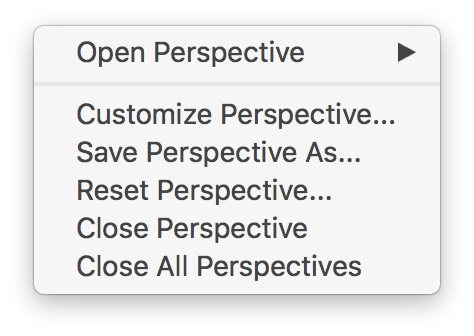 Open Perspective
Customize Perspective...
Save Perspective As...
Reset Perspective...
Close Perspective
Close All Perspectives